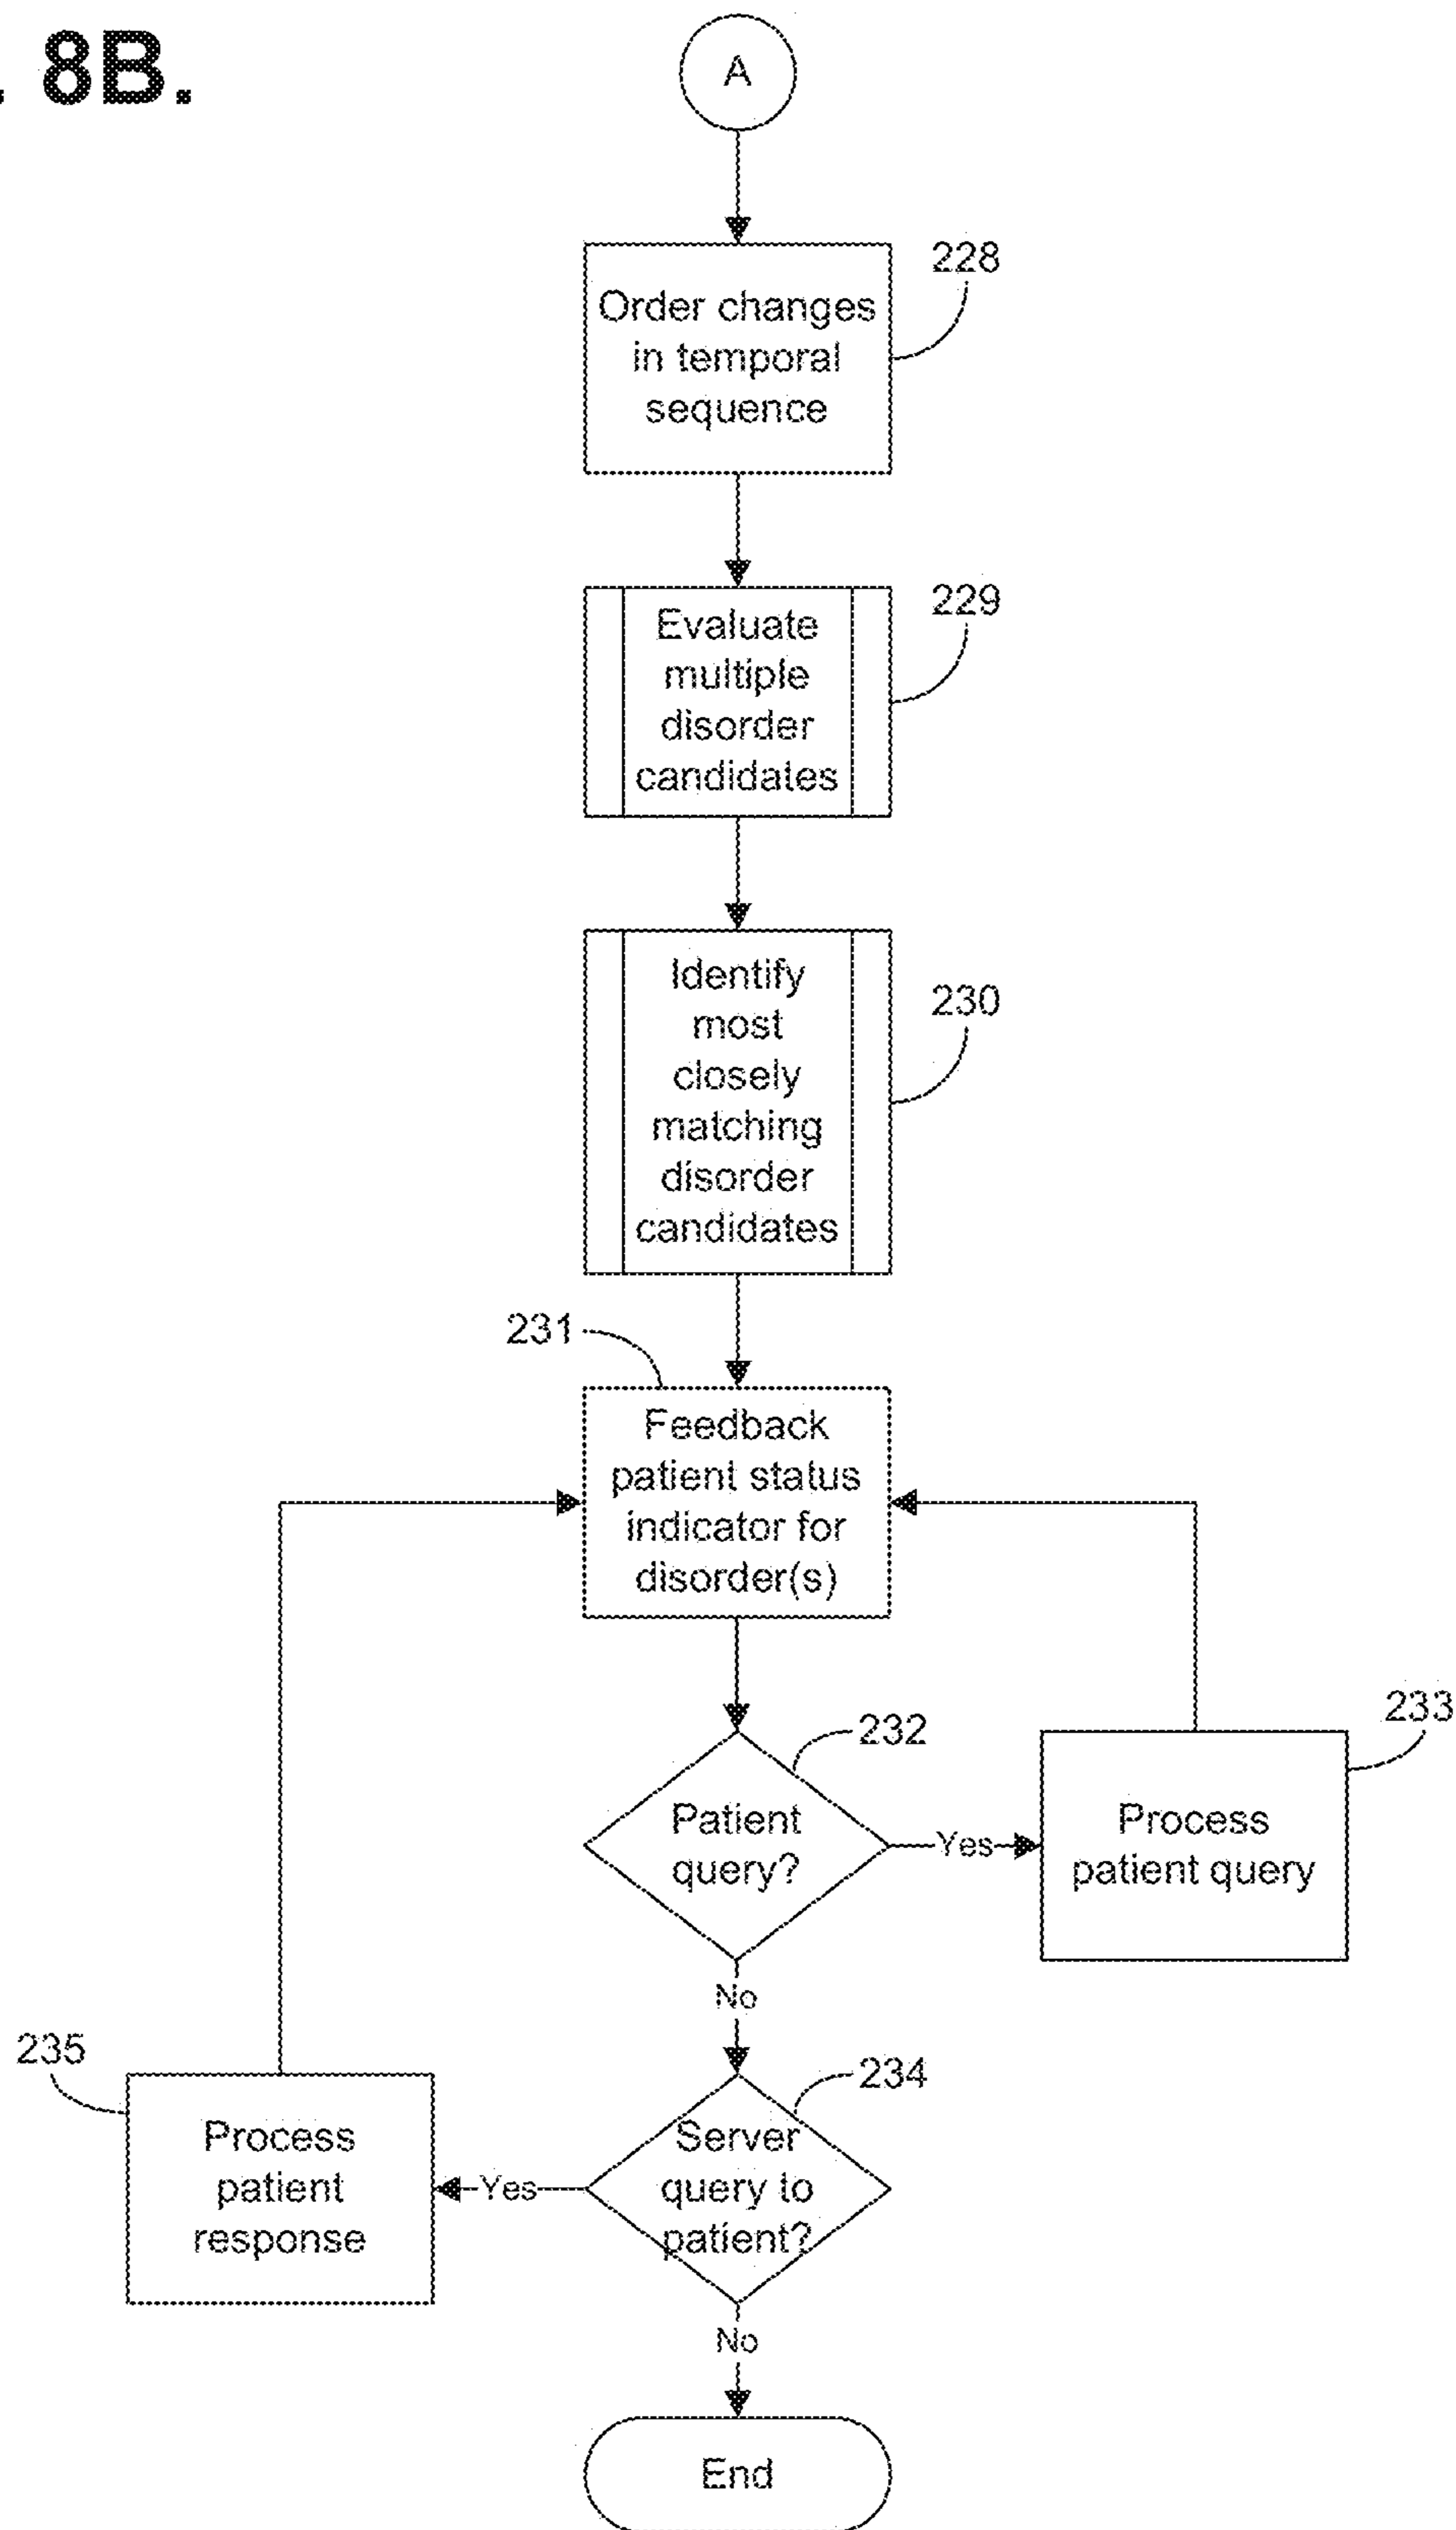 . 8B.
A
228
Order changes
in temporal
sequence
229
Evaluate
multiple
disorder
candidates
230
Identify
most
closely
matching
disorder
candidates
231
Feedback
patient status
indicator for
disorder(s)
232
Patient
query?
Yes
233
Process
patient query
No
234
Server
query to
patient?
Yes
235
Process
patient
response
No
End